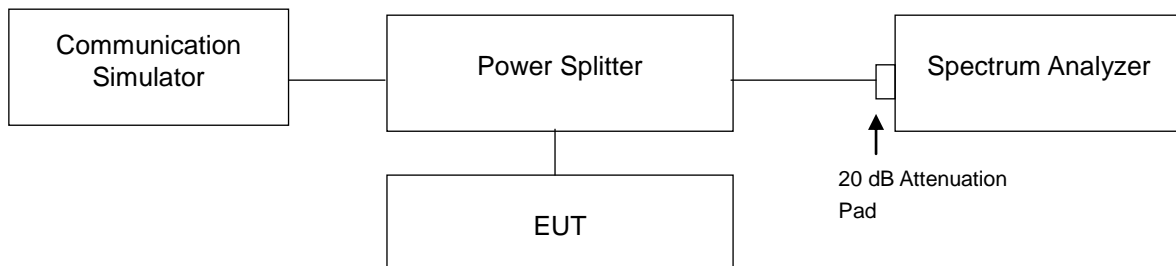 Communication
Simulator
Power Splitter
Spectrum Analyzer
20 dB Attenuation
Pad
EUT